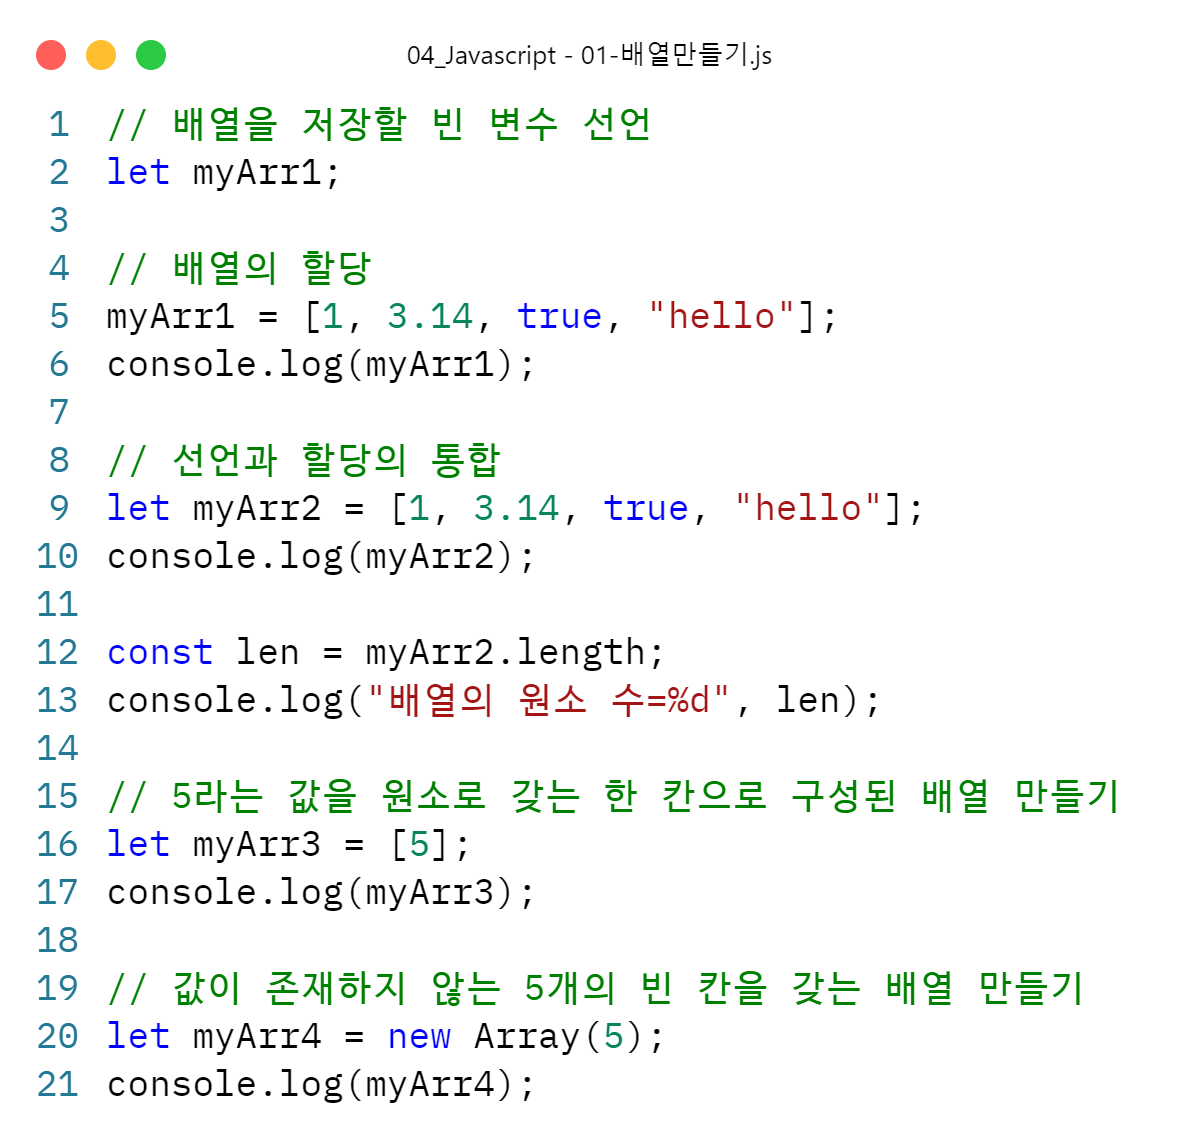 04_Javascript - 01-배열만들기.js
1 // 배열을 저장할 빈 변수 선언
2 let myArr1;
3
4 // 배열의 할당
5 myArr1 = [1, 3.14, true, "hello"];
6 console.log(myArr1);
7
8 // 선언과 할당의 통합
9 let myArr2 = [1, 3.14, true, "hello"];
10 console.log(myArr2);
11
12 const len = myArr2.length;
13 console.log("배열의 원소 수=%d", len);
14
15 // 5라는 값을 원소로 갖는 한 칸으로 구성된 배열 만들기
16 let myArr3 = [5];
17 console.log(myArr3);
18
19 // 값이 존재하지 않는 5개의 빈 칸을 갖는 배열 만들기
20 let myArr4 = new Array(5);
21 console.log(myArr4);